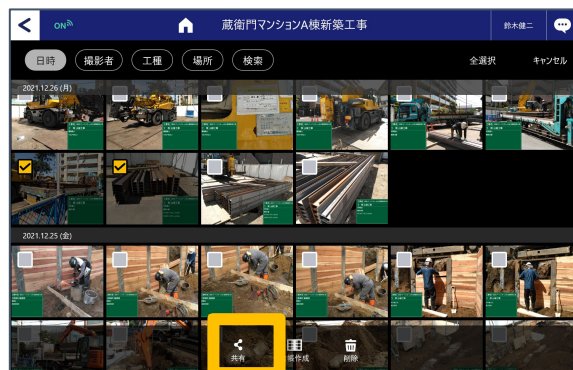 ON
蔵衛門マンションA棟新築工事
鈴木健二
日時
撮影者
工種
場所
検索
全選択
キャンセル
2021.12.26 (月)
2021.12.25 (金)
共有
帳作成
削除